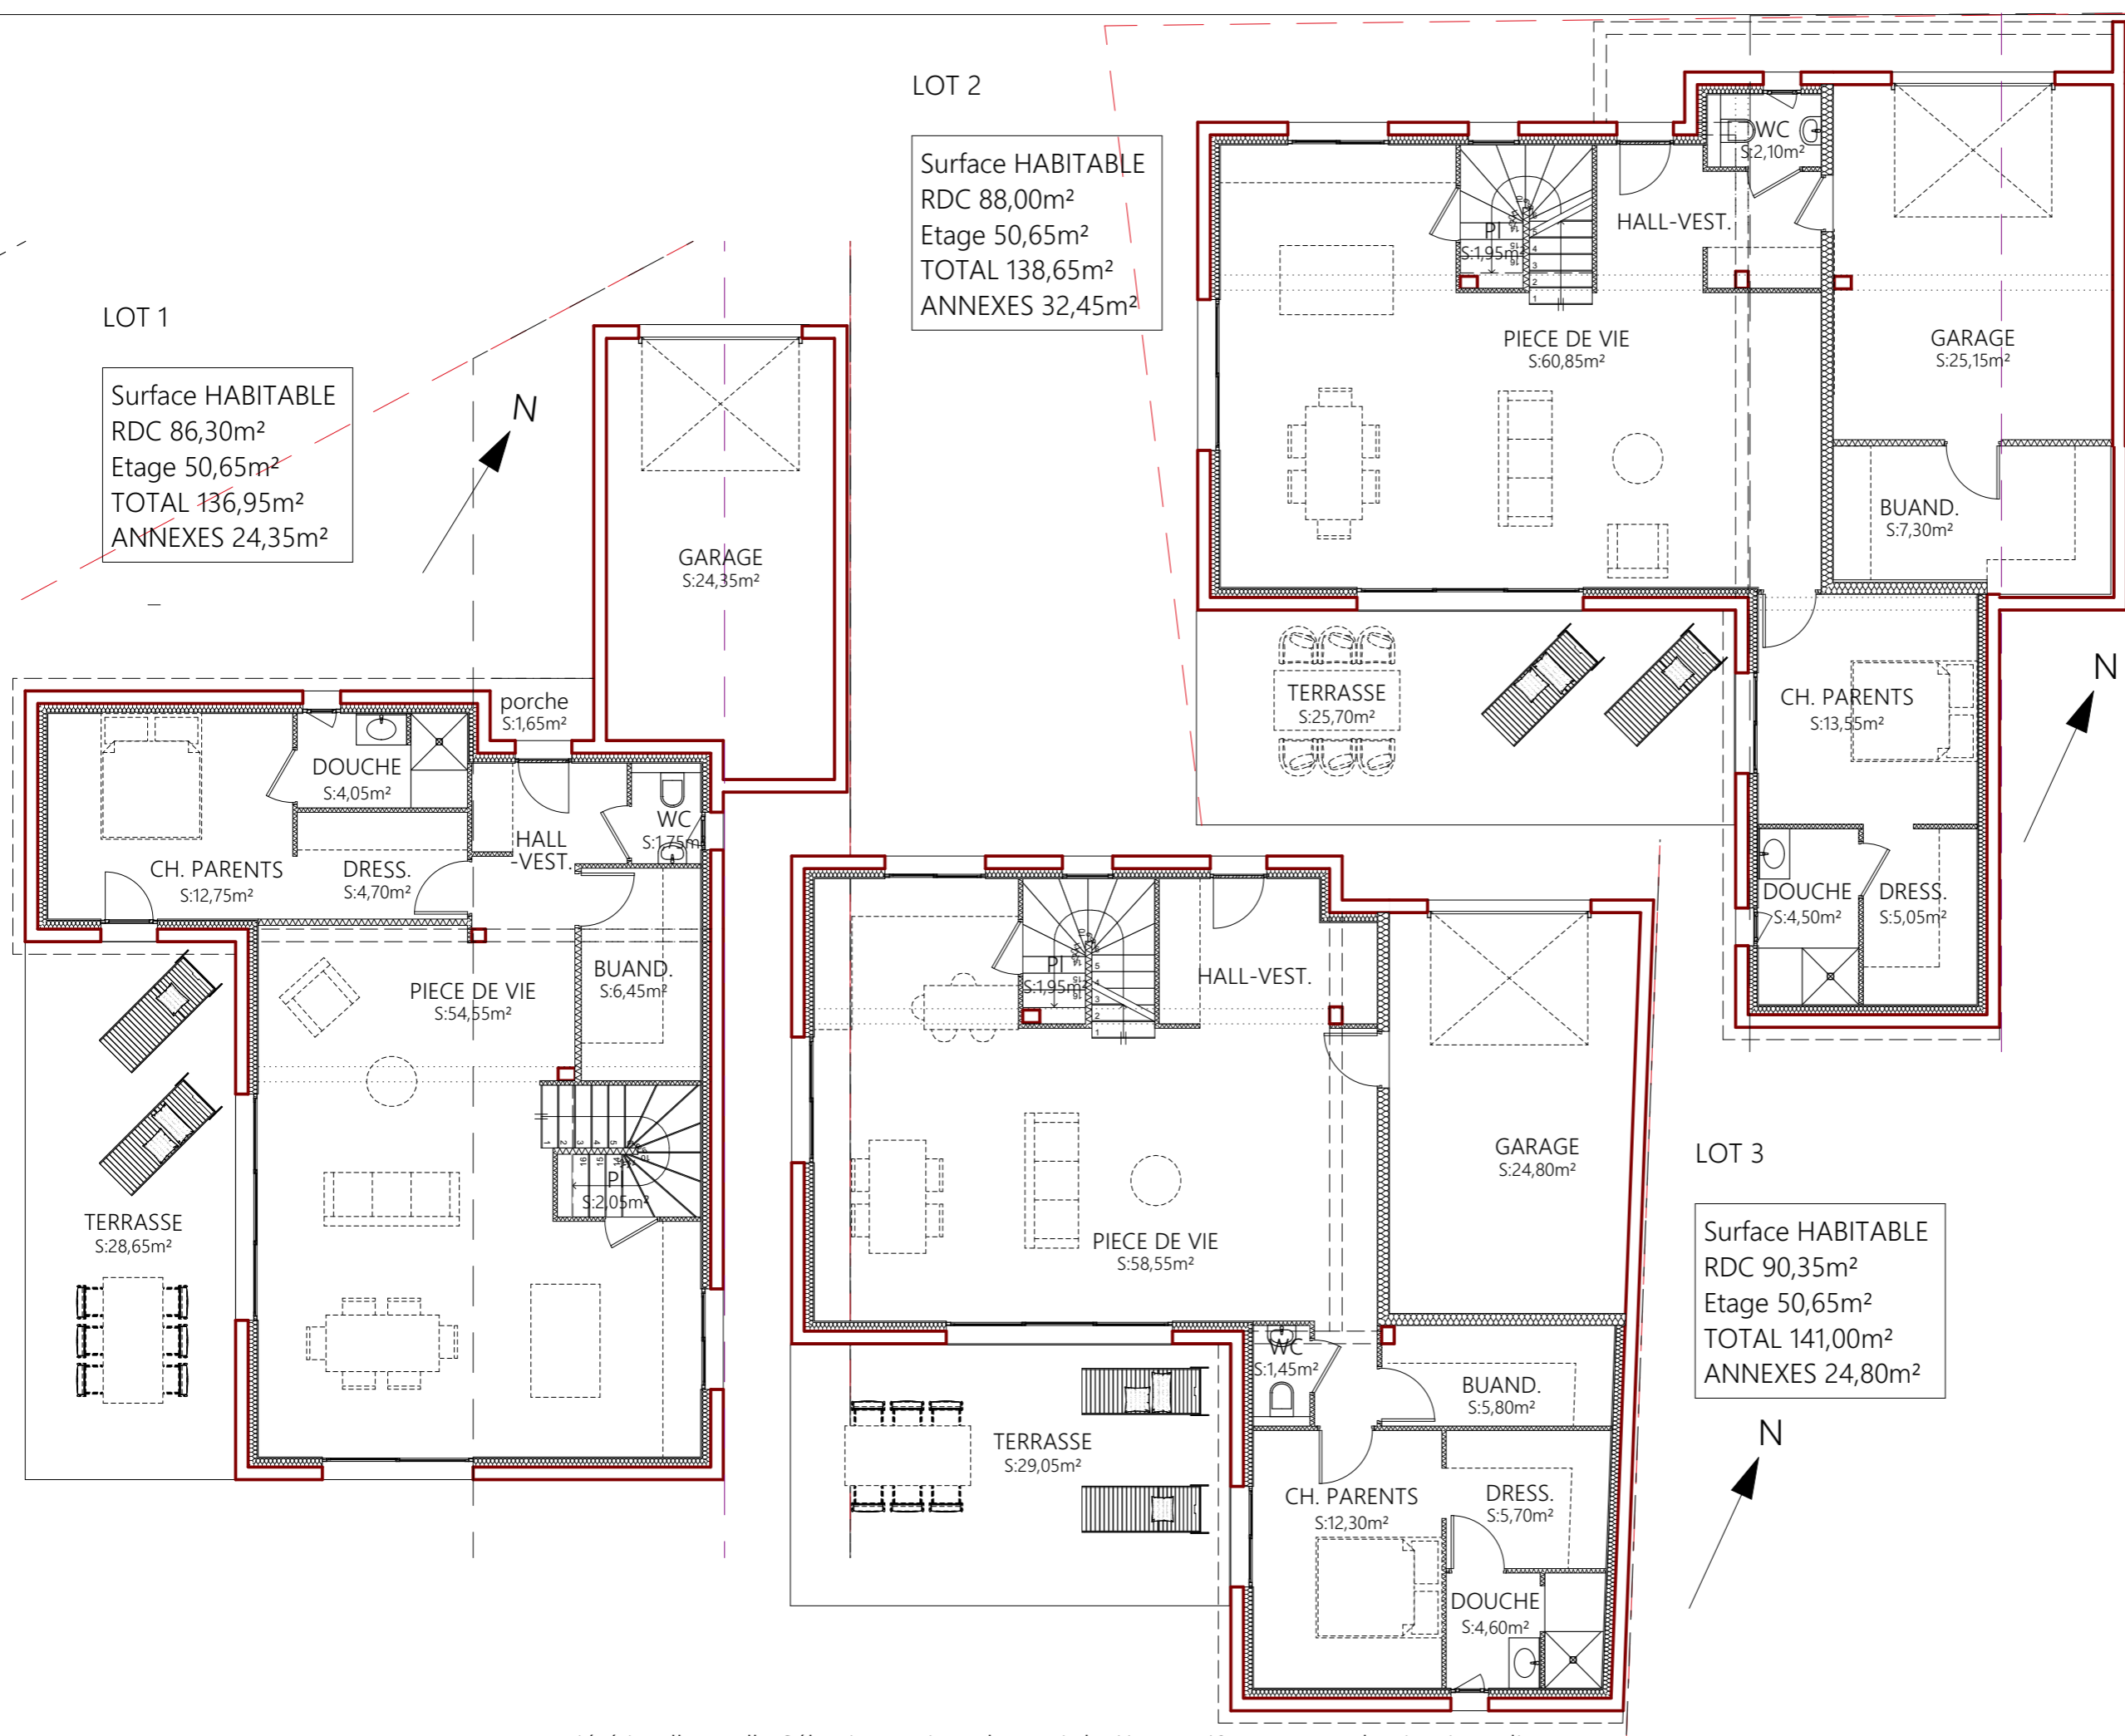 LOT 1
Surface HABITABLE
RDC 86,30m²
Etage 50,65m²
TOTAL 136,95m²
ANNEXES 24,35m²
N
GARAGE
S:24,35m²
porche
S:1,65m²
DOUCHE
S:4,05m²
WC
S:1,75m²
HALL
-VEST.
CH. PARENTS
S:12,75m²
DRESS.
S:4,70m²
BUAND.
S:6,45m²
PIECE DE VIE
S:54,55m²
Pl
S:2,05m²
TERRASSE
S:28,65m²
LOT 2
Surface HABITABLE
RDC 88,00m²
Etage 50,65m²
TOTAL 138,65m²
ANNEXES 32,45m²
WC
S:2,10m²
HALL-VEST.
Pl
S:1,95m²
PIECE DE VIE
S:60,85m²
GARAGE
S:25,15m²
BUAND.
S:7,30m²
TERRASSE
S:25,70m²
CH. PARENTS
S:13,55m²
N
DOUCHE
S:4,50m²
DRESS.
S:5,05m²
LOT 3
Surface HABITABLE
RDC 90,35m²
Etage 50,65m²
TOTAL 141,00m²
ANNEXES 24,80m²
N
HALL-VEST.
Pl
S:1,95m²
GARAGE
S:24,80m²
PIECE DE VIE
S:58,55m²
WC
S:1,45m²
BUAND.
S:5,80m²
TERRASSE
S:29,05m²
CH. PARENTS
S:12,30m²
DRESS.
S:5,70m²
DOUCHE
S:4,60m²